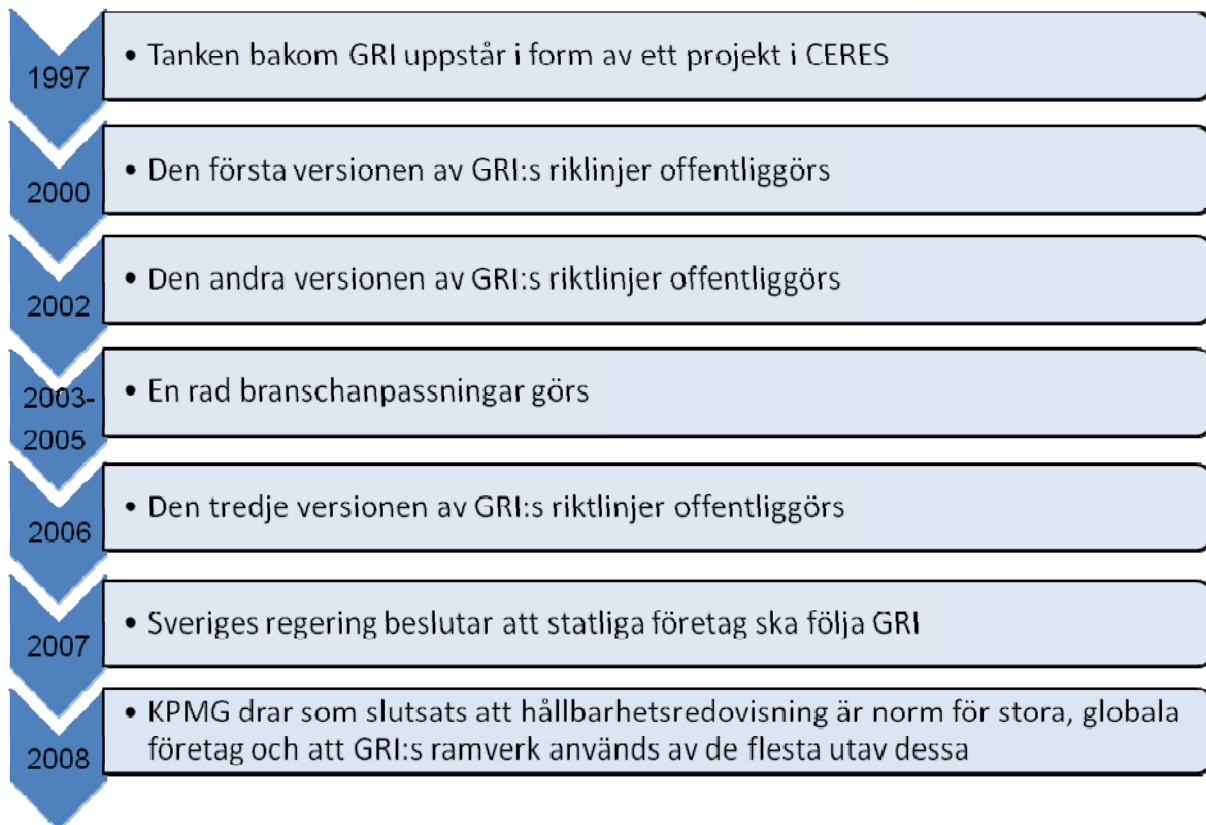 1997
• Tanken bakom GRI uppstår i form av ett projekt i CERES
2000
• Den första versionen av GRI:s riklinjer offentliggörs
2002
• Den andra versionen av GRI:s riktlinjer offentliggörs
2003-
2005
• En rad branschanpassningar görs
2006
• Den tredje versionen av GRI:s riktlinjer offentliggörs
2007
• Sveriges regering beslutar att statliga företag ska följa GRI
2008
• KPMG drar som slutsats att hållbarhetsredovisning är norm för stora, globala
företag och att GRI:s ramverk används av de flesta utav dessa